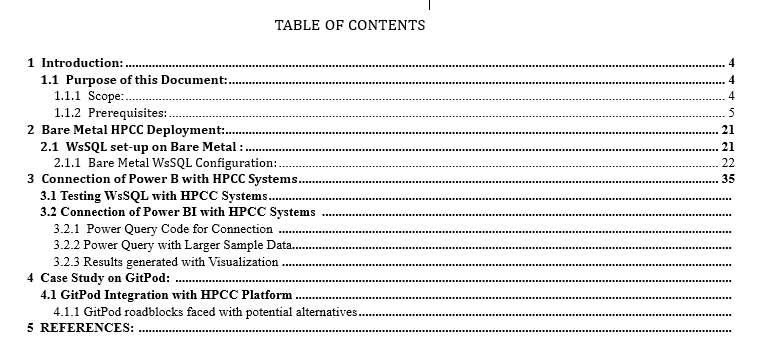 TABLE OF CONTENTS
1 Introduction: 4
1.1 Purpose of this Document: 4
1.1.1 Scope: 4
1.1.2 Prerequisites: 5
2 Bare Metal HPCC Deployment: 21
2.1 WsSQL set-up on Bare Metal : 21
2.1.1 Bare Metal WsSQL Configuration: 22
3 Connection of Power B with HPCC Systems 35
3.1 Testing WsSQL with HPCC Systems
3.2 Connection of Power BI with HPCC Systems
3.2.1 Power Query Code for Connection
3.2.2 Power Query with Larger Sample Data
3.2.3 Results generated with Visualization
4 Case Study on GitPod:
4.1 GitPod Integration with HPCC Platform
4.1.1 GitPod roadblocks faced with potential alternatives
5 REFERENCES: